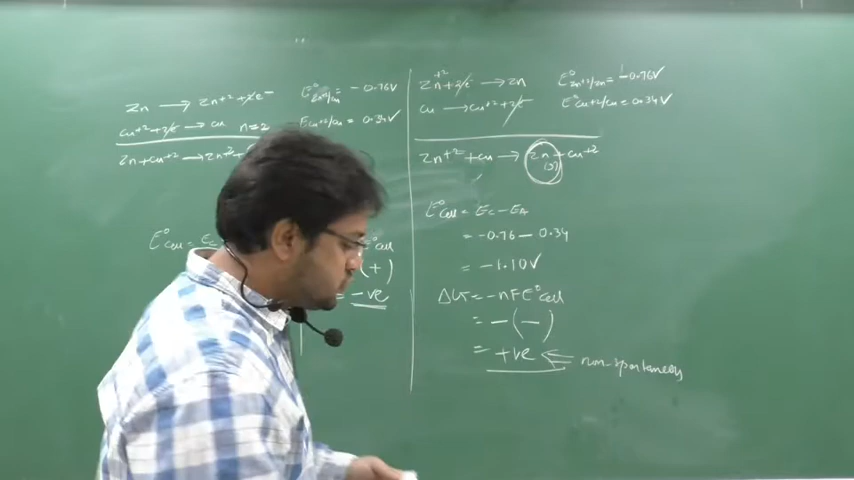 Zn → Zn+2 + 2e-
E° Zn+2/Zn = -0.76V
Cu+2 + 2e → Cu n=2
E Cu+2/Cu = 0.34V ✓
Zn + Cu+2 → Zn+2 +
E°Cell = Ec
E°Cell
(+)
= -ve
Zn+2 + 2e- → Zn
E° Zn+2/Zn = -0.76V
Cu → Cu+2 + 2e-
E° Cu+2/Cu = 0.34V ✓
Zn+2 + Cu → Zn(s) + Cu+2
E°Cell = Ec - EA
= -0.76 - 0.34
= -1.10V
ΔG = -nFE°Cell
= -(-)
= +ve ⇐ non-spontaneous